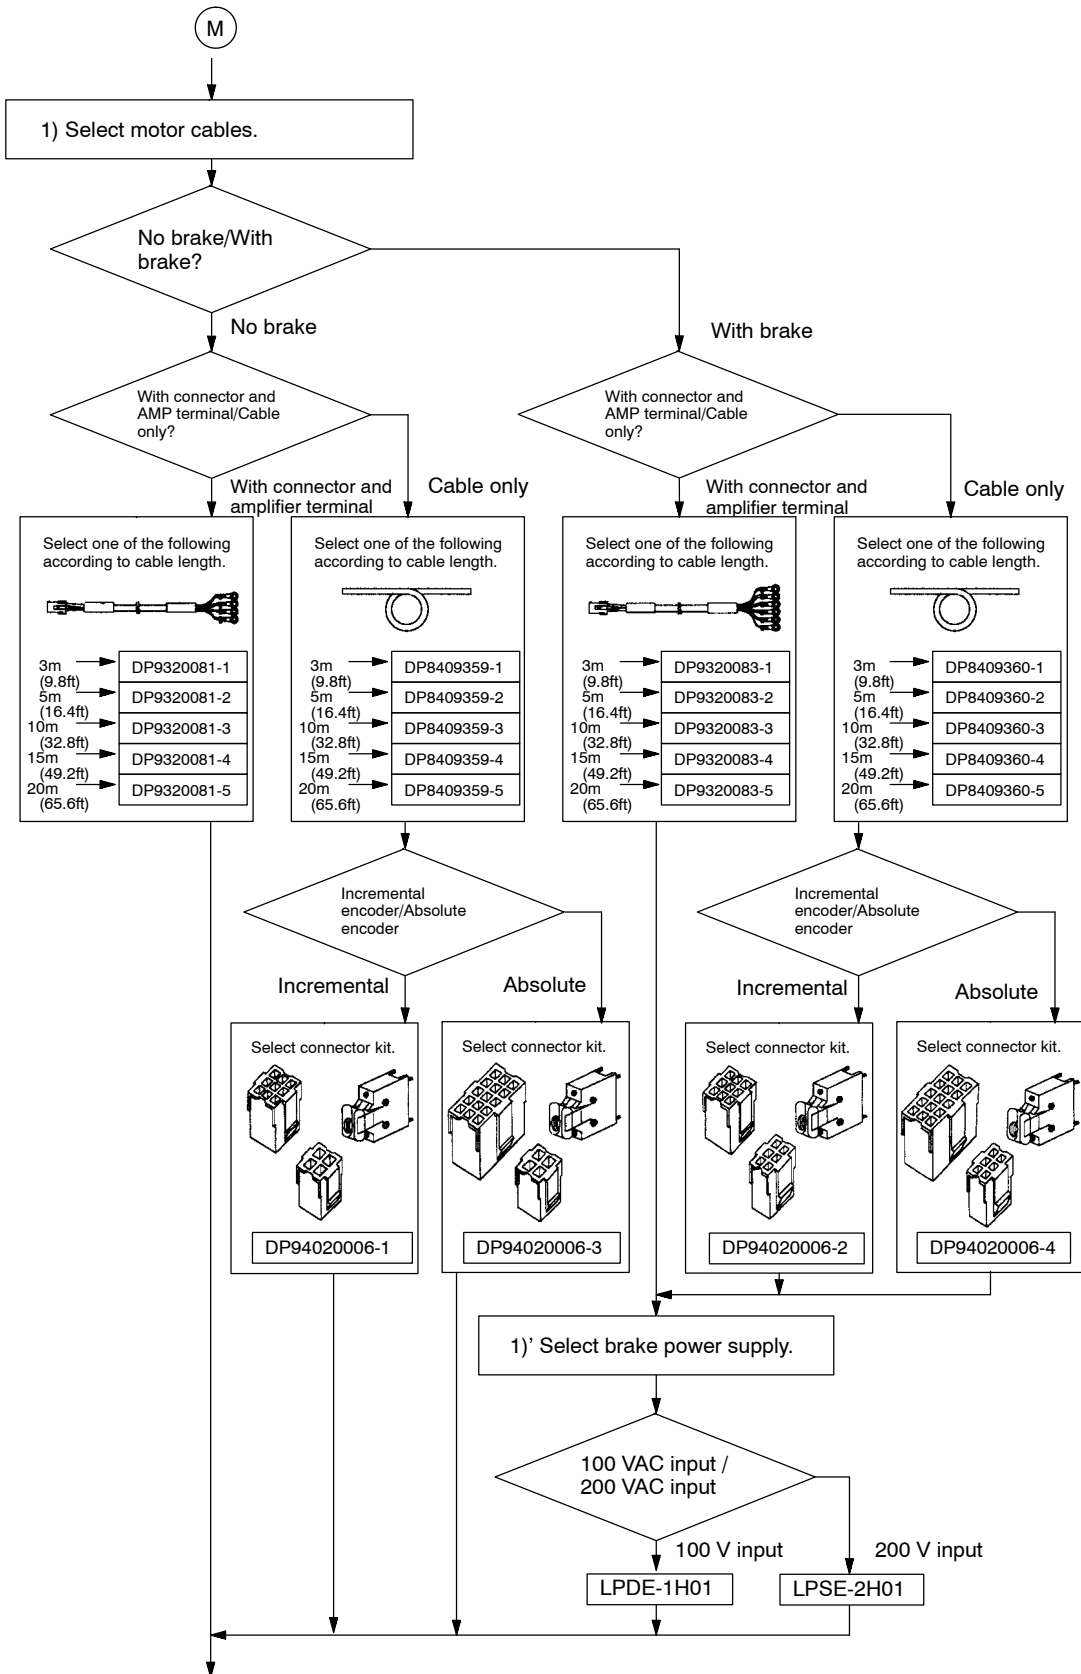 M
1) Select motor cables.
No brake/With
brake?
No brake
With brake
With connector and
AMP terminal/Cable
only?
With connector and
AMP terminal/Cable
only?
With connector and
amplifier terminal
Cable only
With connector and
amplifier terminal
Cable only
Select one of the following
according to cable length.
3m
(9.8ft)
DP9320081-1
5m
(16.4ft)
DP9320081-2
10m
(32.8ft)
DP9320081-3
15m
(49.2ft)
DP9320081-4
20m
(65.6ft)
DP9320081-5
Select one of the following
according to cable length.
3m
(9.8ft)
DP8409359-1
5m
(16.4ft)
DP8409359-2
10m
(32.8ft)
DP8409359-3
15m
(49.2ft)
DP8409359-4
20m
(65.6ft)
DP8409359-5
Select one of the following
according to cable length.
3m
(9.8ft)
DP9320083-1
5m
(16.4ft)
DP9320083-2
10m
(32.8ft)
DP9320083-3
15m
(49.2ft)
DP9320083-4
20m
(65.6ft)
DP9320083-5
Select one of the following
according to cable length.
3m
(9.8ft)
DP8409360-1
5m
(16.4ft)
DP8409360-2
10m
(32.8ft)
DP8409360-3
15m
(49.2ft)
DP8409360-4
20m
(65.6ft)
DP8409360-5
Incremental
encoder/Absolute
encoder
Incremental
encoder/Absolute
encoder
Incremental
Absolute
Incremental
Absolute
Select connector kit.
DP94020006-1
Select connector kit.
DP94020006-3
Select connector kit.
DP94020006-2
Select connector kit.
DP94020006-4
1)’ Select brake power supply.
100 VAC input /
200 VAC input
100 V input
200 V input
LPDE-1H01
LPSE-2H01